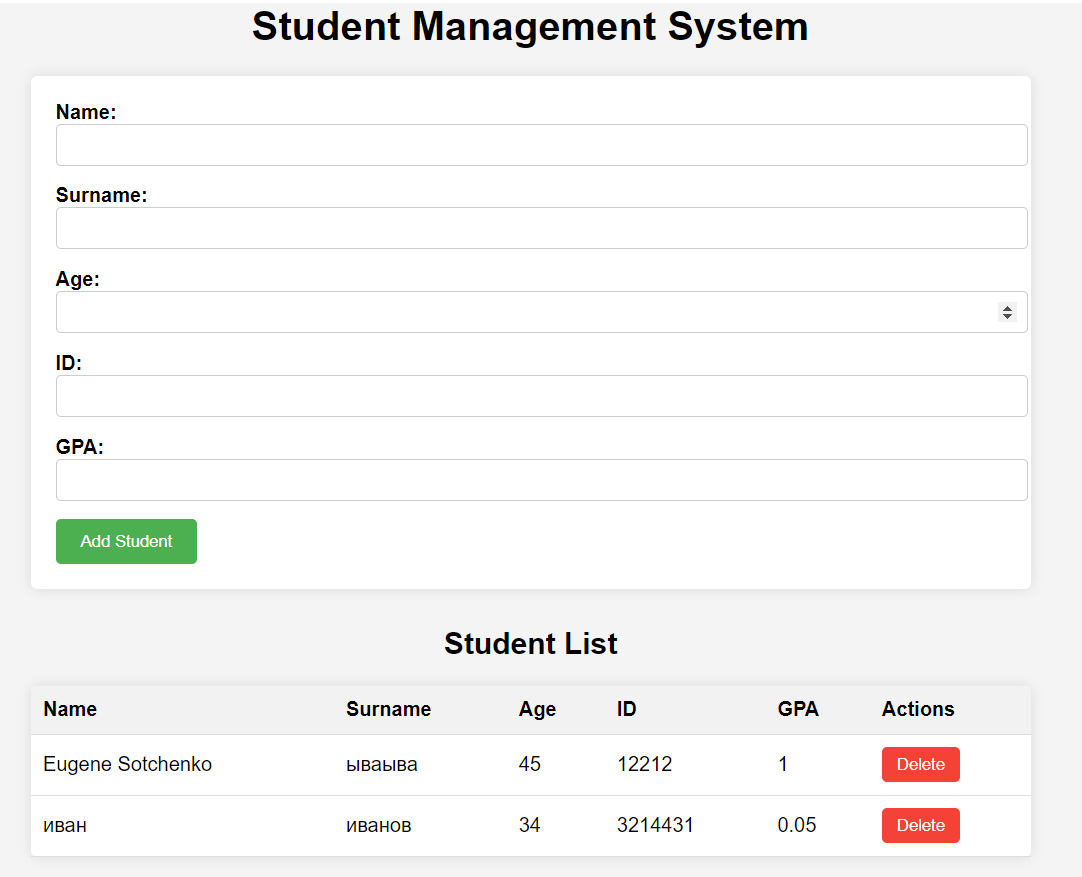 Student Management System
Name:
Surname:
Age:
ID:
GPA:
Add Student
Student List
Name Surname Age ID GPA Actions
Eugene Sotchenko ываыва 45 12212 1 Delete
иван иванов 34 3214431 0.05 Delete